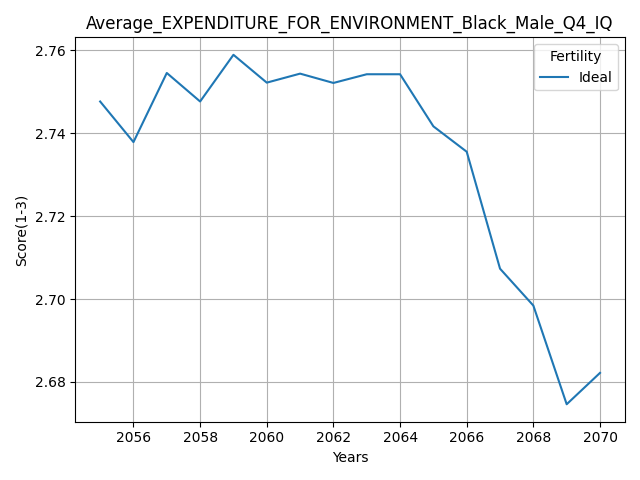 Average_EXPENDITURE_FOR_ENVIRONMENT_Black_Male_Q4_IQ
Fertility
Ideal
2.76
2.74
2.72
2.70
2.68
Score(1-3)
2056 2058 2060 2062 2064 2066 2068 2070
Years